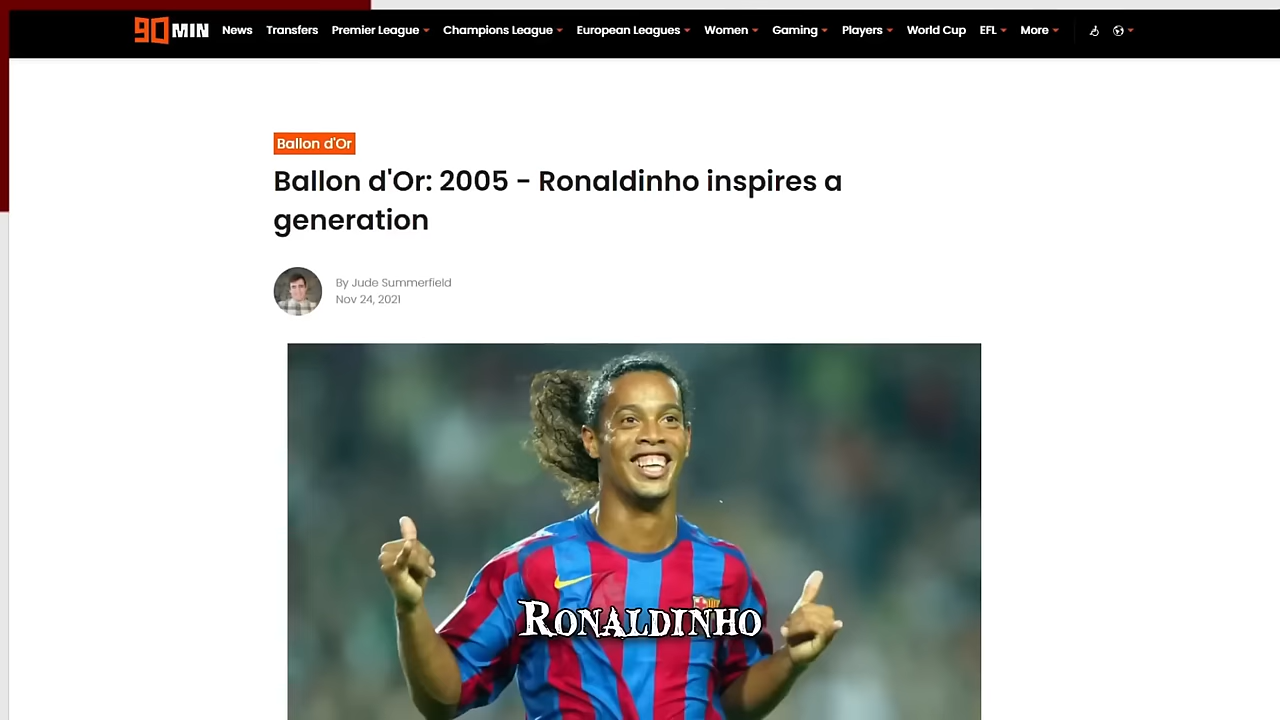 90MIN News Transfers Premier League Champions League European Leagues Women Gaming Players World Cup EFL More
Ballon d'Or
Ballon d'Or: 2005 - Ronaldinho inspires a
generation
By Jude Summerfield
Nov 24, 2021
RONALDINHO